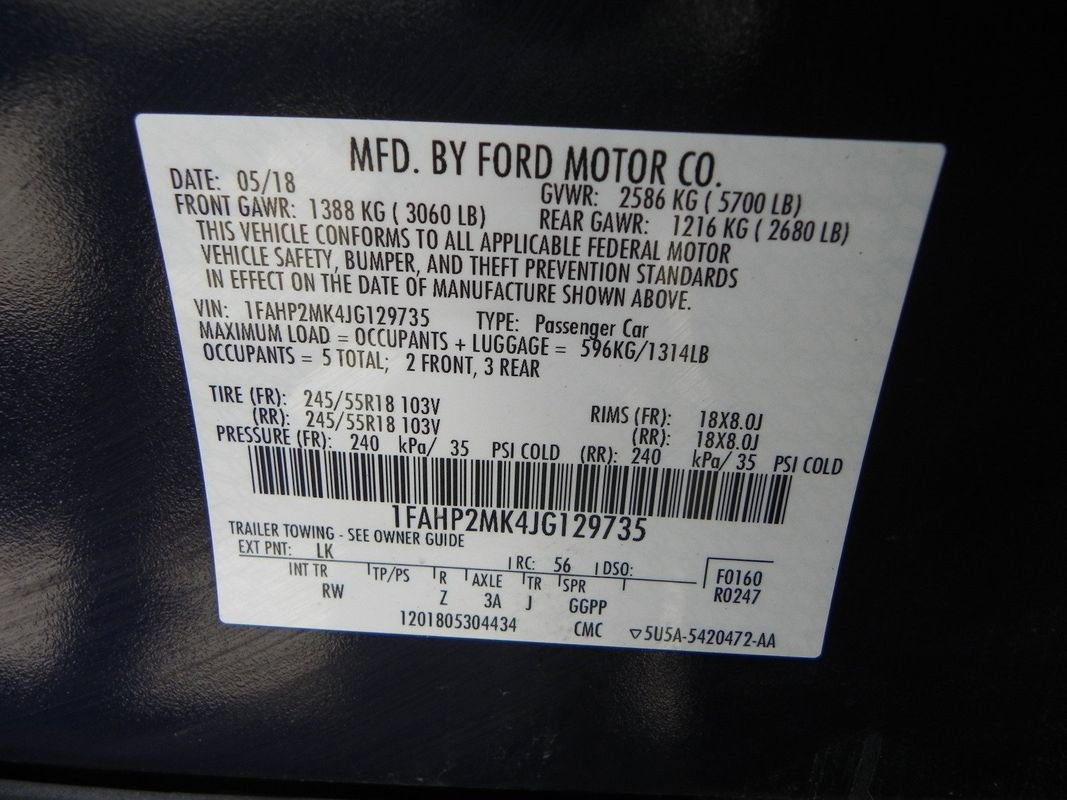 MFD. BY FORD MOTOR CO.
DATE: 05/18 GVWR: 2586 KG ( 5700 LB)
FRONT GAWR: 1388 KG ( 3060 LB) REAR GAWR: 1216 KG ( 2680 LB)
THIS VEHICLE CONFORMS TO ALL APPLICABLE FEDERAL MOTOR
VEHICLE SAFETY, BUMPER, AND THEFT PREVENTION STANDARDS
IN EFFECT ON THE DATE OF MANUFACTURE SHOWN ABOVE.
VIN: 1FAHP2MK4JG129735 TYPE: Passenger Car
MAXIMUM LOAD = OCCUPANTS + LUGGAGE = 596KG/1314LB
OCCUPANTS = 5 TOTAL; 2 FRONT, 3 REAR
TIRE (FR): 245/55R18 103V RIMS (FR): 18X8.0J
(RR): 245/55R18 103V (RR): 18X8.0J
PRESSURE (FR): 240 kPa/ 35 PSI COLD (RR): 240 kPa/ 35 PSI COLD
1FAHP2MK4JG129735
TRAILER TOWING - SEE OWNER GUIDE
EXT PNT: LK RC: 56 DSO: F0160
INT TR TP/PS R AXLE TR SPR R0247
RW Z 3A J GGPP
1201805304434 CMC ▽5U5A-5420472-AA